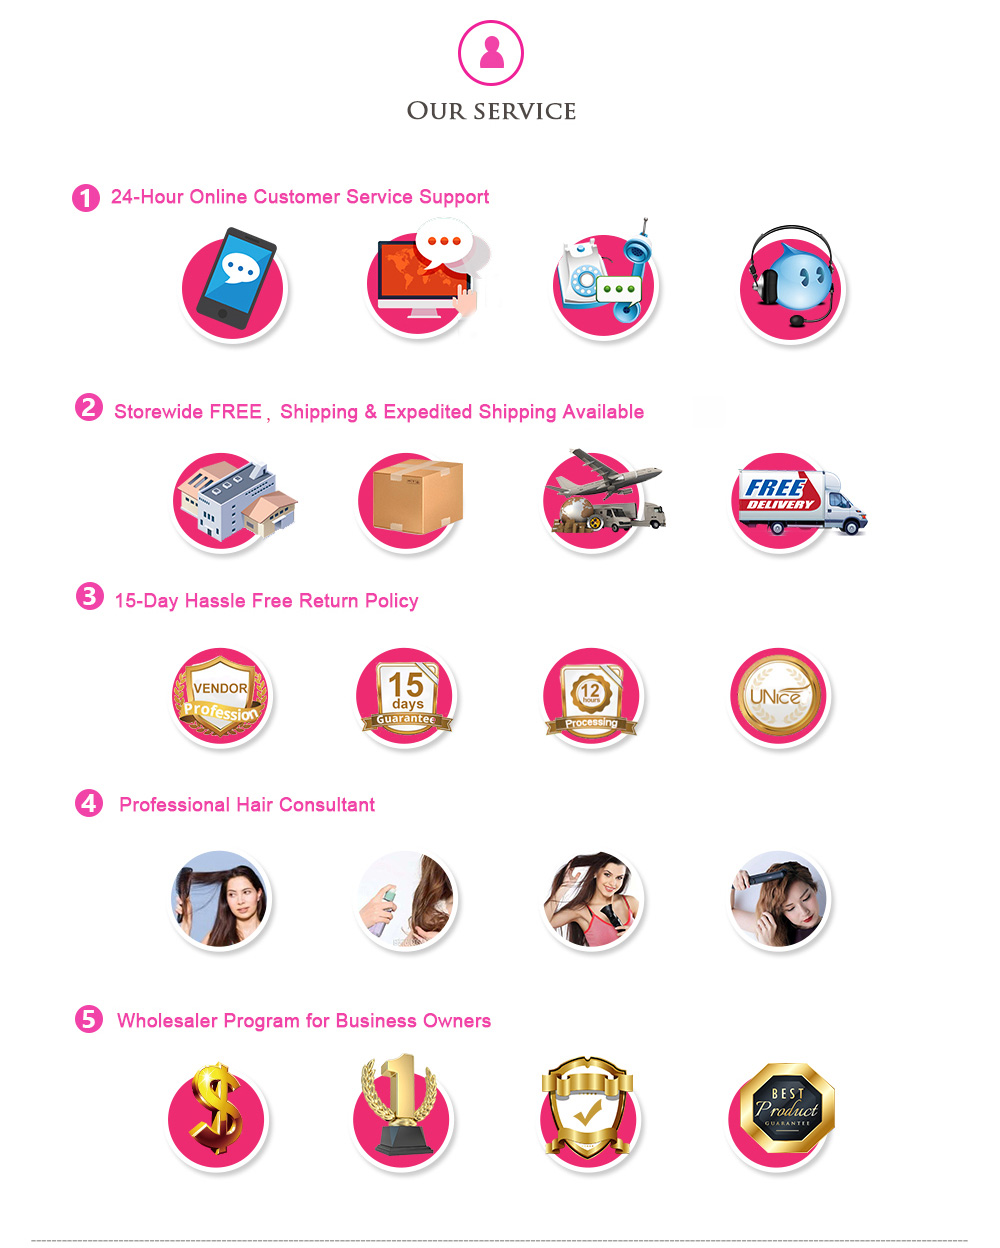 OUR SERVICE
1 24-Hour Online Customer Service Support
2 Storewide FREE, Shipping & Expedited Shipping Available
FREE
DELIVERY
3 15-Day Hassle Free Return Policy
VENDOR
Profession
15
days
Guarantee
12
hours
Processing
UNice
4 Professional Hair Consultant
5 Wholesaler Program for Business Owners
1
BEST
Product
GUARANTEE